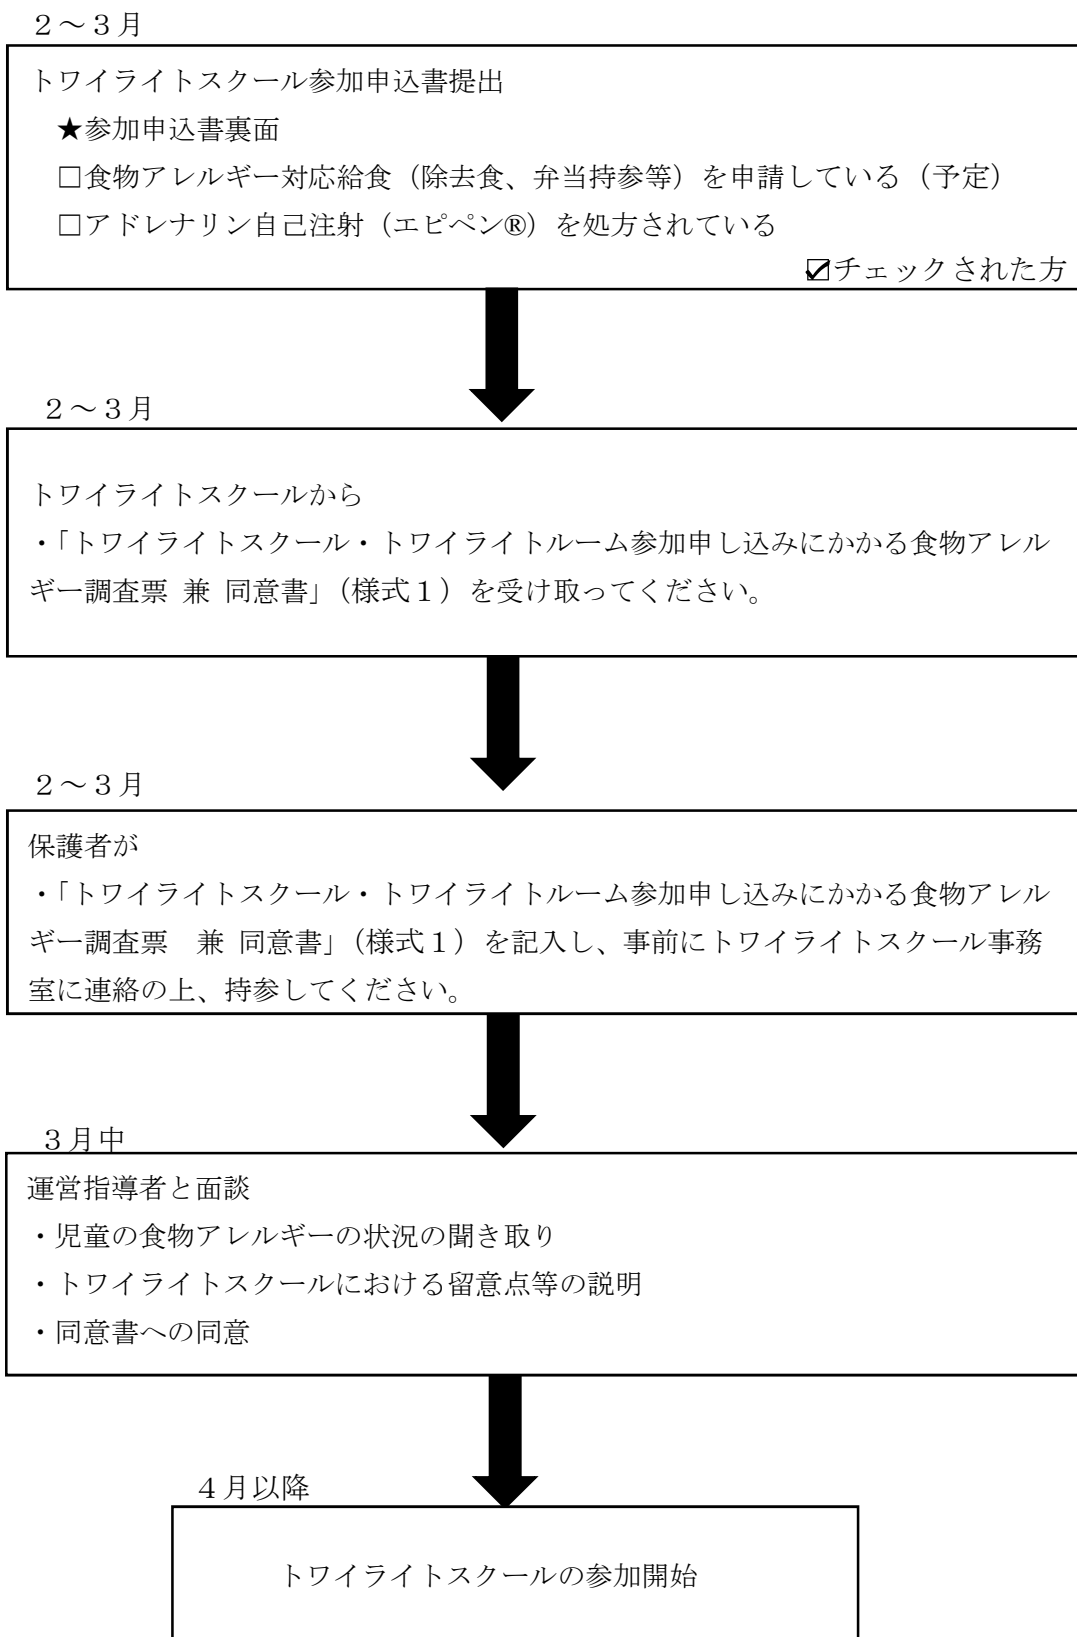 ２～３月
トワイライトスクール参加申込書提出
★参加申込書裏面
□食物アレルギー対応給食（除去食、弁当持参等）を申請している（予定）
□アドレナリン自己注射（エピペン®）を処方されている
☑チェックされた方
２～３月
トワイライトスクールから
・「トワイライトスクール・トワイライトルーム参加申し込みにかかる食物アレル
ギー調査票 兼 同意書」（様式１）を受け取ってください。
２～３月
保護者が
・「トワイライトスクール・トワイライトルーム参加申し込みにかかる食物アレル
ギー調査票　兼 同意書」（様式１）を記入し、事前にトワイライトスクール事務
室に連絡の上、持参してください。
３月中
運営指導者と面談
・児童の食物アレルギーの状況の聞き取り
・トワイライトスクールにおける留意点等の説明
・同意書への同意
４月以降
トワイライトスクールの参加開始